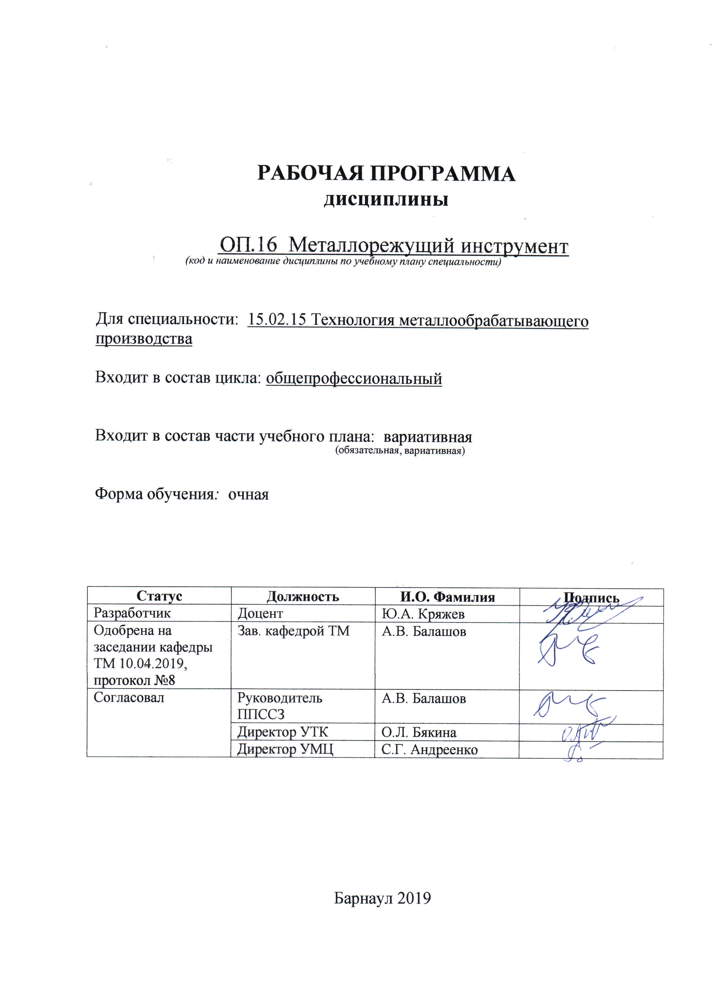 РАБОЧАЯ ПРОГРАММА
дисциплины
ОП.16 Металлорежущий инструмент
(код и наименование дисциплины по учебному плану специальности)
Для специальности: 15.02.15 Технология металлообрабатывающего
производства
Входит в состав цикла: общепрофессиональный
Входит в состав части учебного плана: вариативная
(обязательная, вариативная)
Форма обучения: очная
Статус Должность И.О. Фамилия Подпись
Разработчик Доцент Ю.А. Кряжев
Одобрена на Зав. кафедрой ТМ А.В. Балашов
заседании кафедры
ТМ 10.04.2019,
протокол №8
Согласовал Руководитель А.В. Балашов
ППССЗ
Директор УТК О.Л. Бякина
Директор УМЦ С.Г. Андреенко
Барнаул 2019